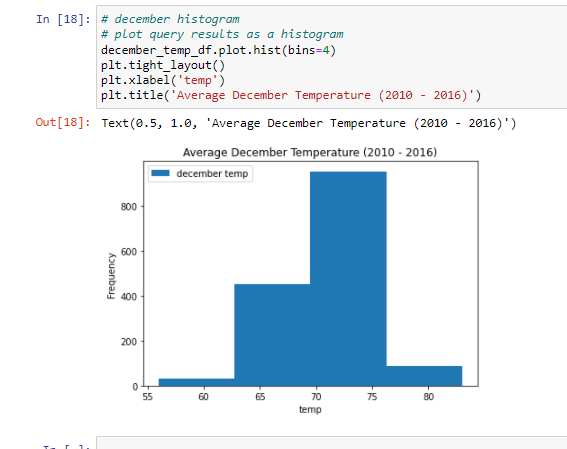 In [18]: # december histogram
# plot query results as a histogram
december_temp_df.plot.hist(bins=4)
plt.tight_layout()
plt.xlabel('temp')
plt.title('Average December Temperature (2010 - 2016)')
Out[18]: Text(0.5, 1.0, 'Average December Temperature (2010 - 2016)')
Average December Temperature (2010 - 2016)
december temp
800
600
400
200
0
Frequency
55 60 65 70 75 80
temp